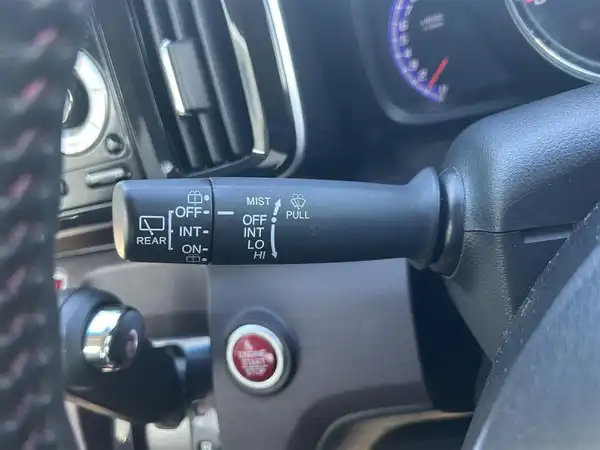 MIST
PULL
OFF
INT
LO
HI
OFF
INT
ON
REAR
ENGINE
START
STOP